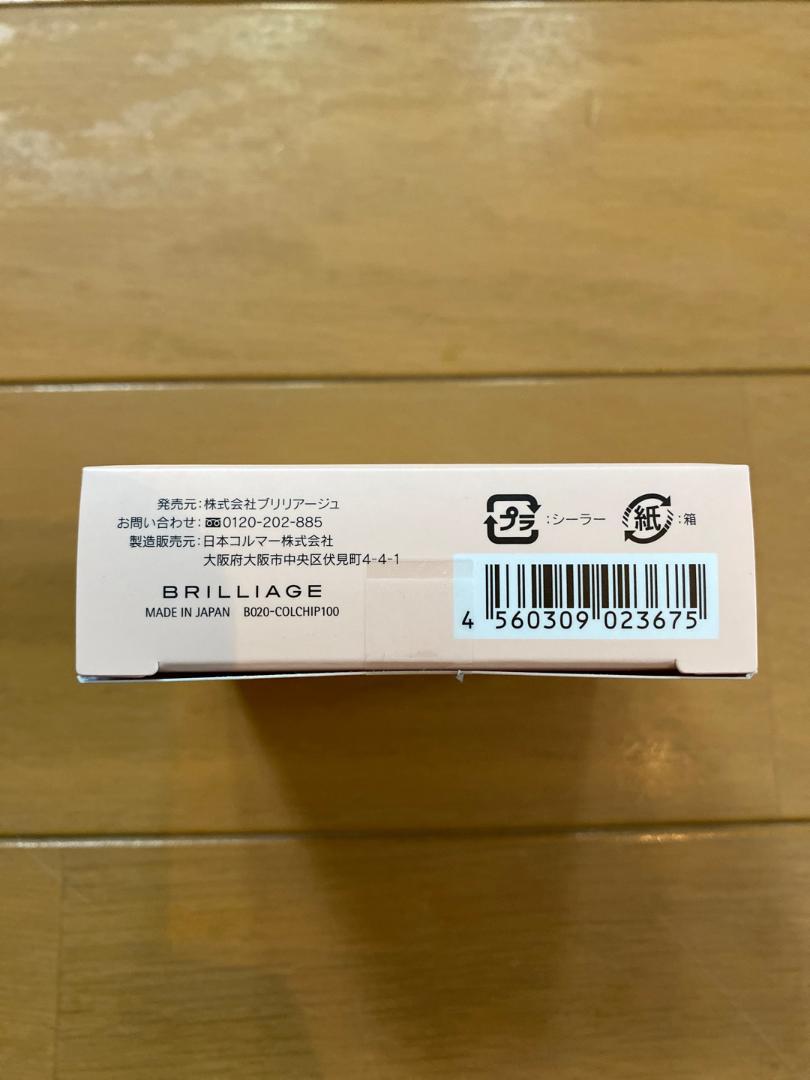 発売元:株式会社ブリリアージュ
お問い合わせ:0120-202-885
製造販売元:日本コルマー株式会社
大阪府大阪市中央区伏見町4-4-1
BRILLIAGE
MADE IN JAPAN B020-COLCHIP100
プラ:シーラー 紙:箱
4 560309 023675